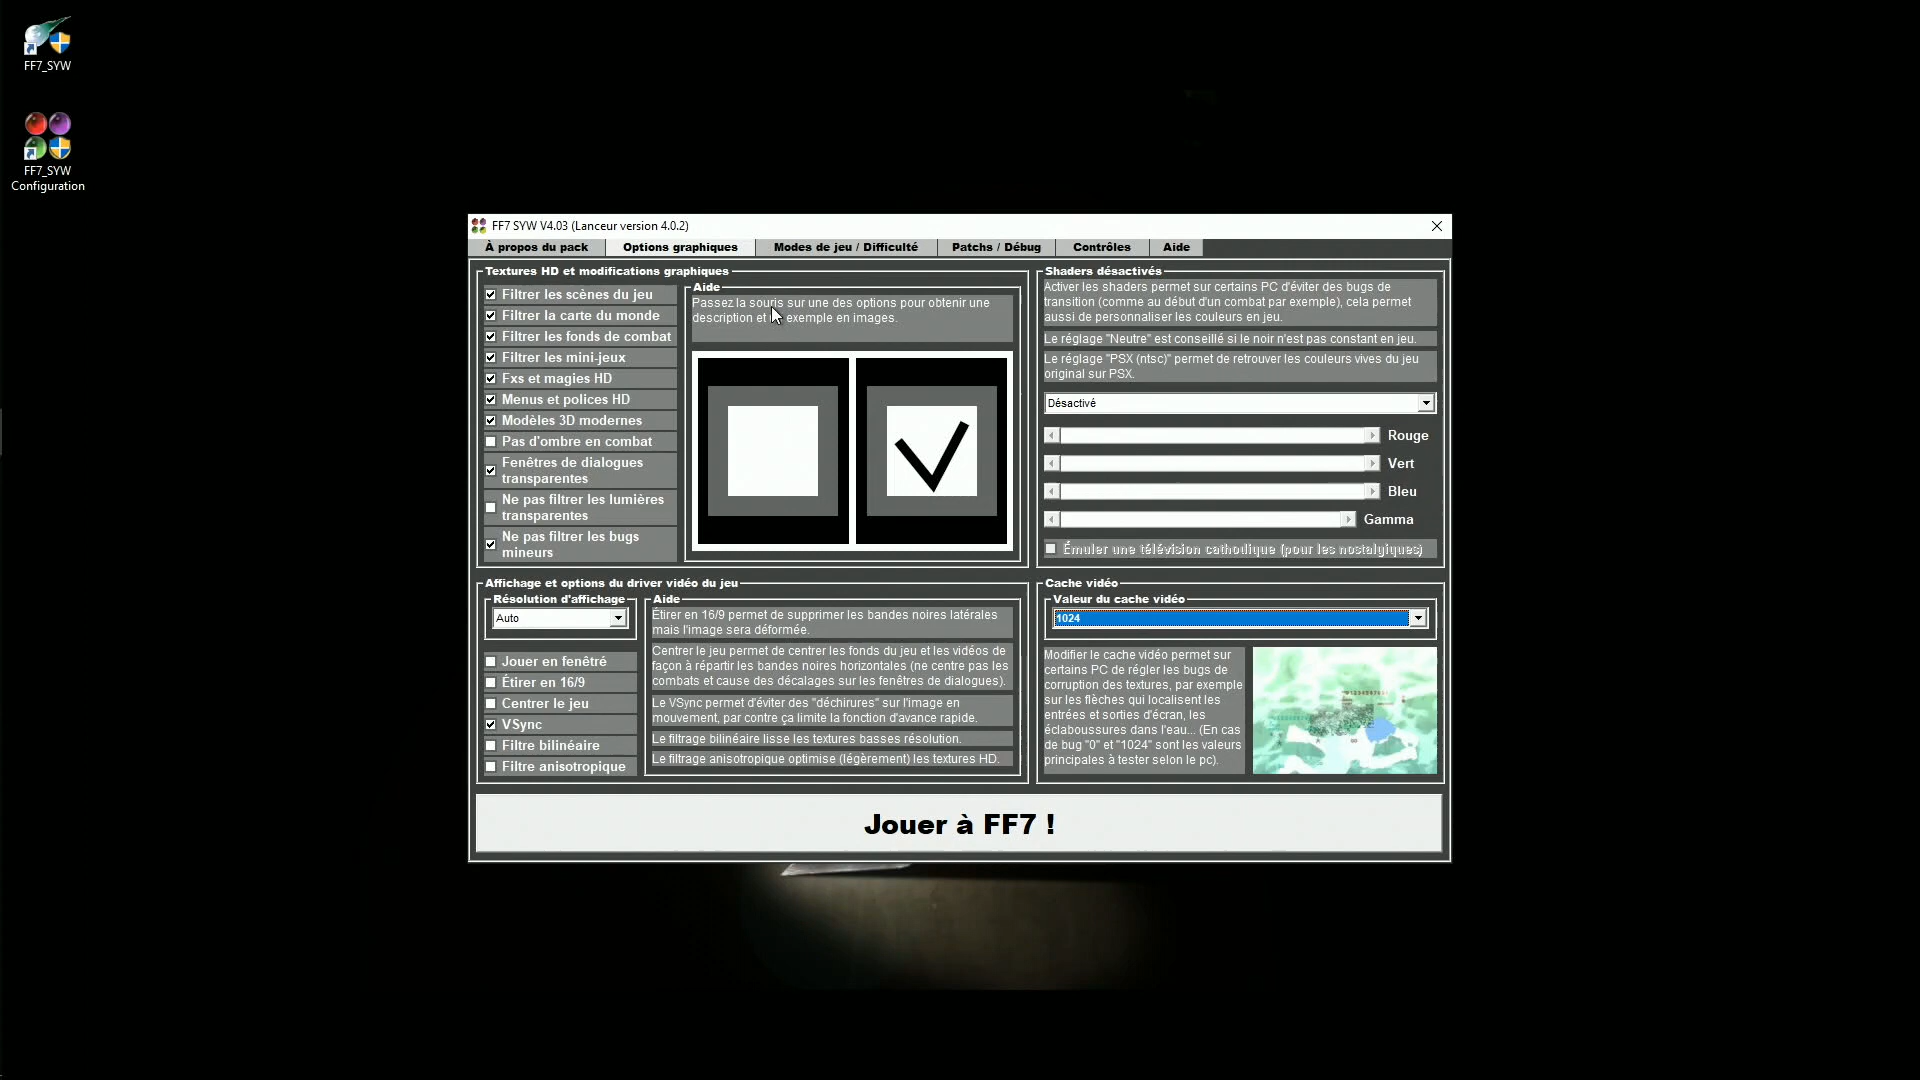 FF7_SYW
FF7_SYW
Configuration
FF7 SYW V4.03 (Lanceur version 4.0.2)
À propos du pack
Options graphiques
Modes de jeu / Difficulté
Patchs / Débug
Contrôles
Aide
Textures HD et modifications graphiques
Filtrer les scènes du jeu
Filtrer la carte du monde
Filtrer les fonds de combat
Filtrer les mini-jeux
Fxs et magies HD
Menus et polices HD
Modèles 3D modernes
Pas d'ombre en combat
Fenêtres de dialogues
transparentes
Ne pas filtrer les lumières
transparentes
Ne pas filtrer les bugs
mineurs
Aide
Passez la souris sur une des options pour obtenir une
description et exemple en images.
Shaders désactivés
Activer les shaders permet sur certains PC d'éviter des bugs de
transition (comme au début d'un combat par exemple), cela permet
aussi de personnaliser les couleurs en jeu.
Le réglage "Neutre" est conseillé si le noir n'est pas constant en jeu.
Le réglage "PSX (ntsc)" permet de retrouver les couleurs vives du jeu
original sur PSX.
Désactivé
Rouge
Vert
Bleu
Gamma
Émuler une télévision cathodique (pour les nostalgiques)
Affichage et options du driver vidéo du jeu
Résolution d'affichage
Auto
Jouer en fenêtré
Étirer en 16/9
Centrer le jeu
VSync
Filtre bilinéaire
Filtre anisotropique
Aide
Étirer en 16/9 permet de supprimer les bandes noires latérales
mais l'image sera déformée.
Centrer le jeu permet de centrer les fonds du jeu et les vidéos de
façon à répartir les bandes noires horizontales (ne centre pas les
combats et cause des décalages sur les fenêtres de dialogues).
Le VSync permet d'éviter des "déchirures" sur l'image en
mouvement, par contre ça limite la fonction d'avance rapide.
Le filtrage bilinéaire lisse les textures basses résolution.
Le filtrage anisotropique optimise (légèrement) les textures HD.
Cache vidéo
Valeur du cache vidéo
1024
Modifier le cache vidéo permet sur
certains PC de régler les bugs de
corruption des textures, par exemple
sur les flèches qui localisent les
entrées et sorties d'écran, les
éclaboussures dans l'eau... (En cas
de bug "0" et "1024" sont les valeurs
principales à tester selon le pc).
Jouer à FF7 !